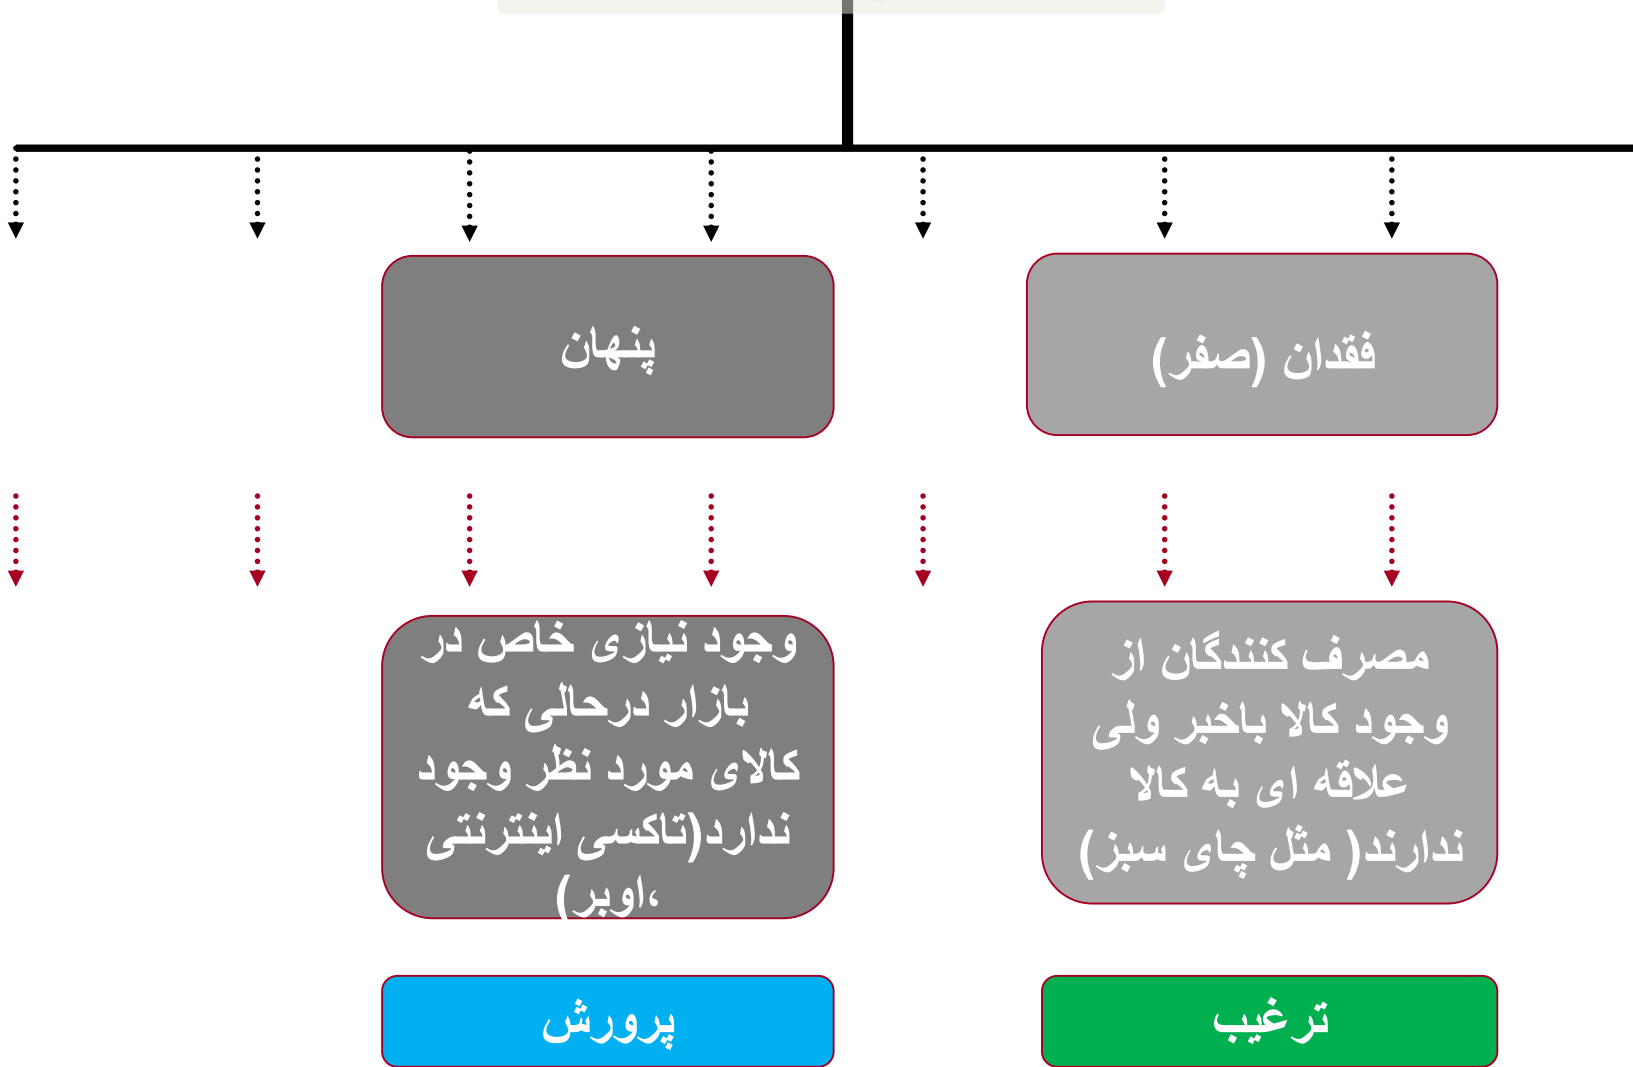 فقدان (صفر)
پنهان
مصرف کنندگان از
وجود کالا باخبر ولی
علاقه ای به کالا
ندارند( مثل چای سبز)
وجود نیازی خاص در
بازار درحالی که
کالای مورد نظر وجود
ندارد(تاکسی اینترنتی
،اوبر)
ترغیب
پرورش